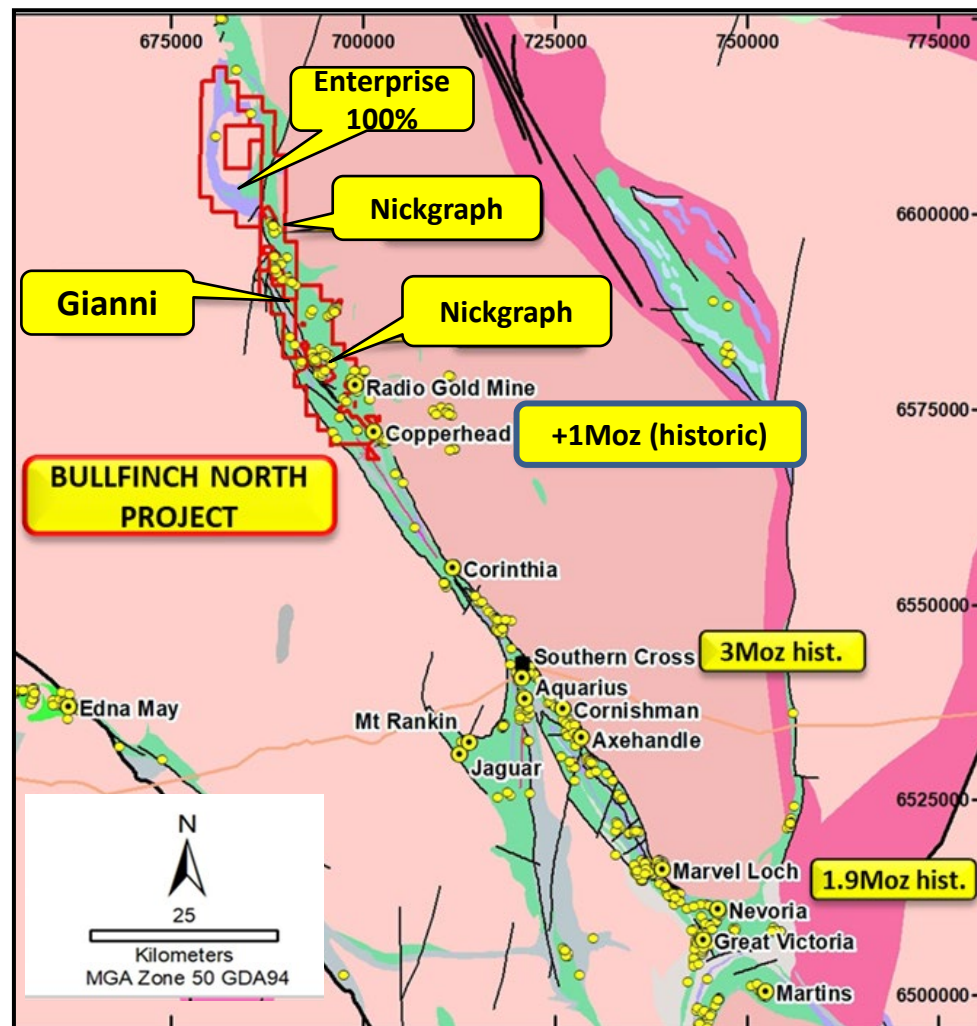 675000
700000
725000
750000
775000
Enterprise
100%
Nickgraph
6600000
Gianni
Nickgraph
Radio Gold Mine
6575000
Copperhead
+1Moz (historic)
BULLFINCH NORTH
PROJECT
Corinthia
6550000
Southern Cross
3Moz hist.
Aquarius
Edna May
Cornishman
Mt Rankin
Axehandle
Jaguar
6525000
N
Marvel Loch
1.9Moz hist.
25
Nevoria
Kilometers
Great Victoria
MGA Zone 50 GDA94
Martins
6500000